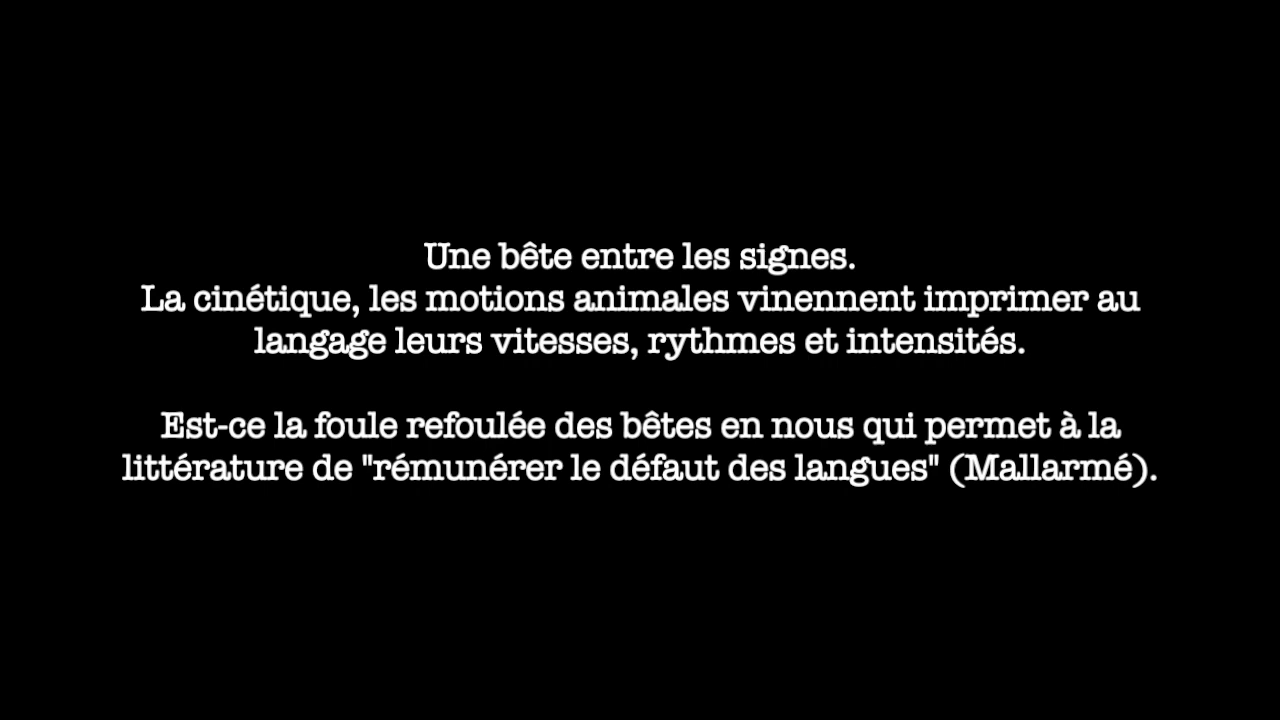 Une bête entre les signes.
La cinétique, les motions animales vinennent imprimer au
langage leurs vitesses, rythmes et intensités.
Est-ce la foule refoulée des bêtes en nous qui permet à la
littérature de "rémunérer le défaut des langues" (Mallarmé).